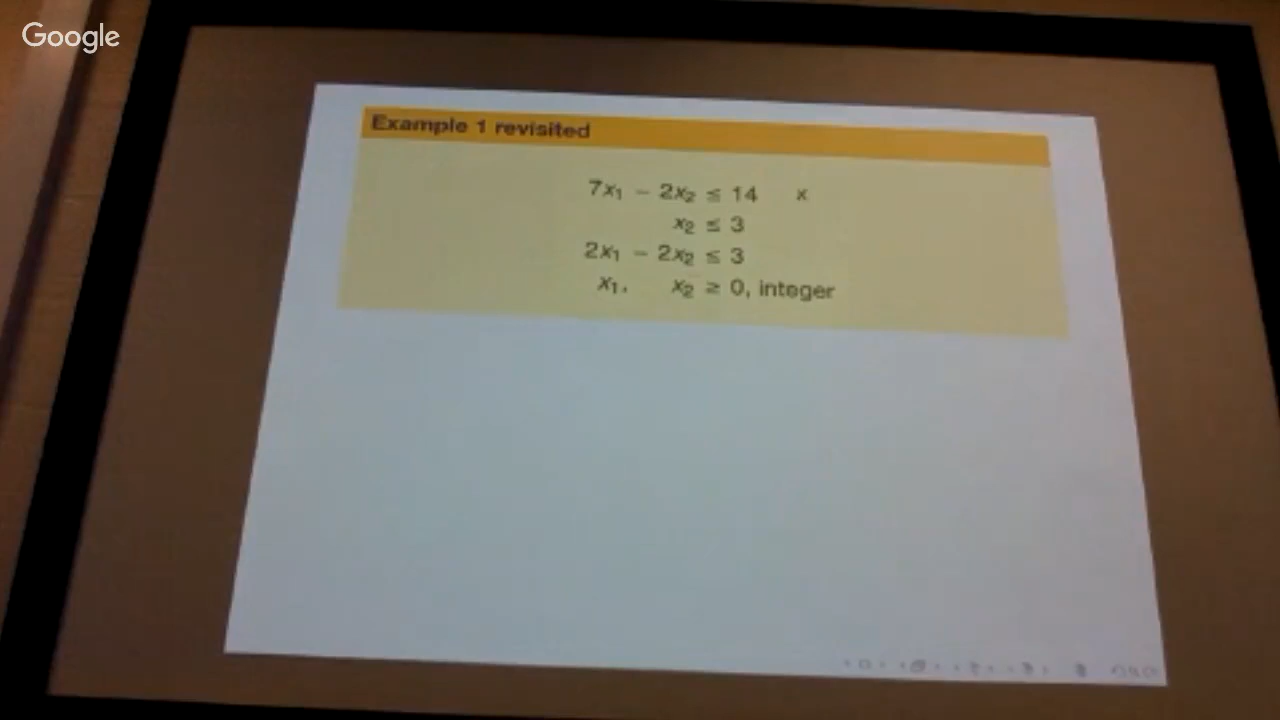 Google
Example 1 revisited
7x₁ − 2x₂ ≤ 14 x
x₂ ≤ 3
2x₁ − 2x₂ ≤ 3
x₁, x₂ ≥ 0, integer